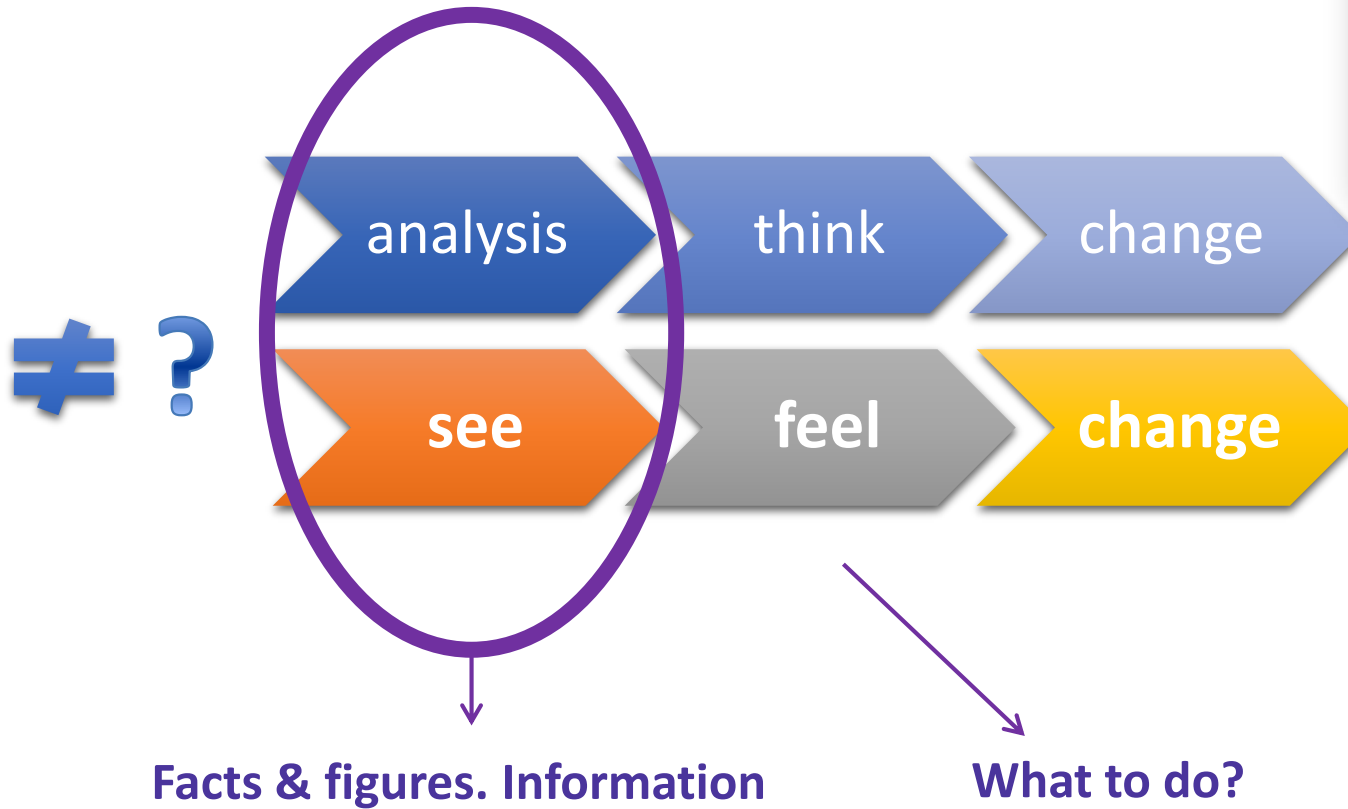 analysis
think
change
≠ ?
see
feel
change
Facts & figures. Information
What to do?